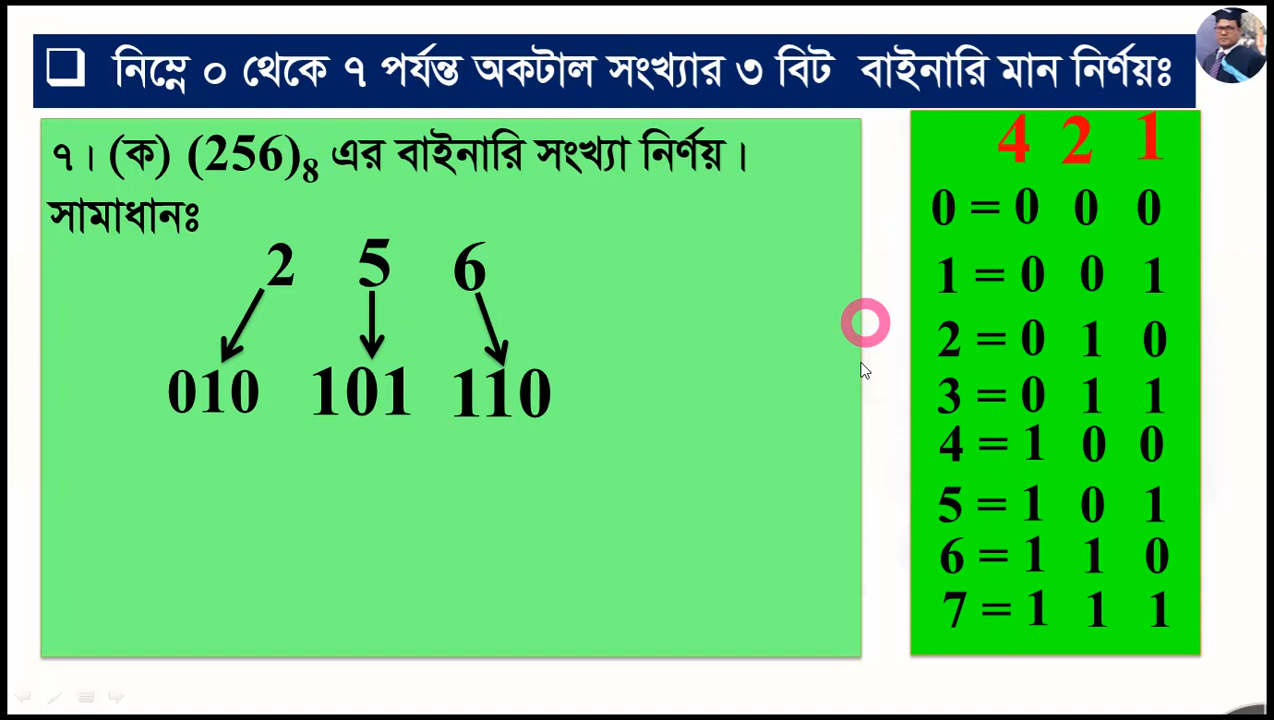 ❑ নিম্নে ০ থেকে ৭ পর্যন্ত অকটাল সংখ্যার ৩ বিট বাইনারি মান নির্ণয়ঃ
৭। (ক) (256)₈ এর বাইনারি সংখ্যা নির্ণয়।
সামাধানঃ
2 5 6
010 101 110
4 2 1
0 = 0 0 0
1 = 0 0 1
2 = 0 1 0
3 = 0 1 1
4 = 1 0 0
5 = 1 0 1
6 = 1 1 0
7 = 1 1 1